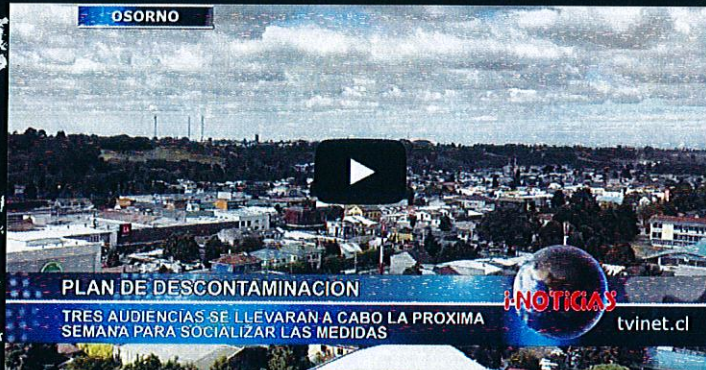 OSORNO
PLAN DE DESCONTAMINACION
i-NOTICIAS
TRES AUDIENCIAS SE LLEVARAN A CABO LA PROXIMA
SEMANA PARA SOCIALIZAR LAS MEDIDAS
tvinet.cl